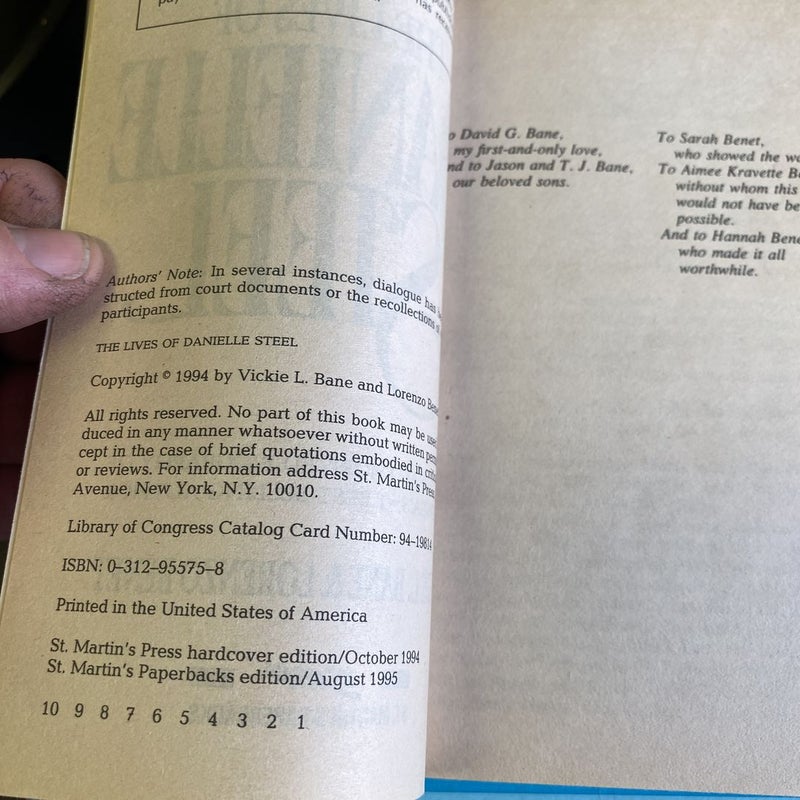 Authors' Note: In several instances, dialogue has
structed from court documents or the recollections
participants.
THE LIVES OF DANIELLE STEEL
Copyright © 1994 by Vickie L. Bane and Lorenzo
All rights reserved. No part of this book may be
duced in any manner whatsoever without written
cept in the case of brief quotations embodied in
or reviews. For information address St. Martin's Press
Avenue, New York, N.Y. 10010.
Library of Congress Catalog Card Number: 94-19814
ISBN: 0-312-95575-8
Printed in the United States of America
St. Martin's Press hardcover edition/October 1994
St. Martin's Paperbacks edition/August 1995
10 9 8 7 6 5 4 3 2 1
David G. Bane,
my first-and-only love,
nd to Jason and T. J. Bane,
our beloved sons.
To Sarah Benet,
who showed the
To Aimee Kravette
without whom this
would not have be
possible.
And to Hannah Bene
who made it all
worthwhile.